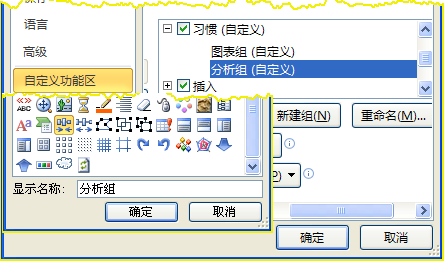 语言
高级
自定义功能区
习惯 (自定义)
图表组 (自定义)
分析组 (自定义)
插入
新建组(N)
重命名(M)...
ABC
显示名称:
分析组
确定
取消
确定
取消